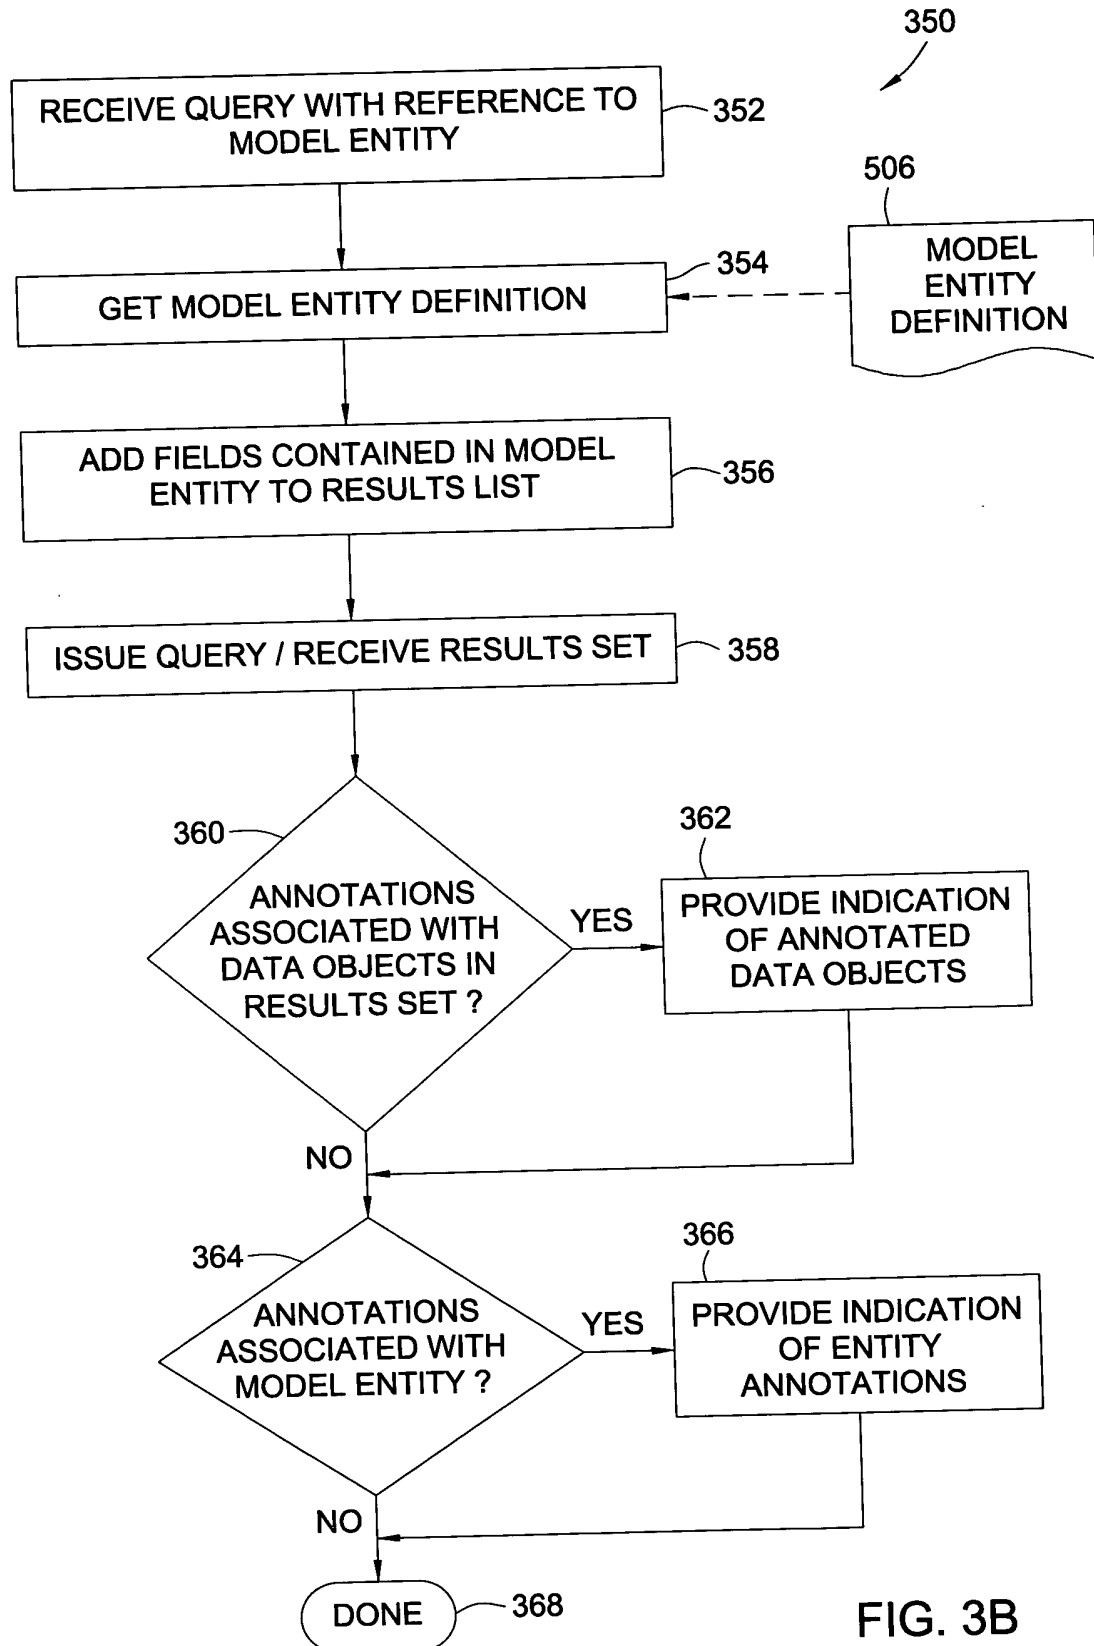 350
RECEIVE QUERY WITH REFERENCE TO
MODEL ENTITY
352
506
MODEL
ENTITY
DEFINITION
354
GET MODEL ENTITY DEFINITION
ADD FIELDS CONTAINED IN MODEL
ENTITY TO RESULTS LIST
356
ISSUE QUERY / RECEIVE RESULTS SET
358
360
ANNOTATIONS
ASSOCIATED WITH
DATA OBJECTS IN
RESULTS SET ?
YES
362
PROVIDE INDICATION
OF ANNOTATED
DATA OBJECTS
NO
364
ANNOTATIONS
ASSOCIATED WITH
MODEL ENTITY ?
YES
366
PROVIDE INDICATION
OF ENTITY
ANNOTATIONS
NO
DONE
368
FIG. 3B